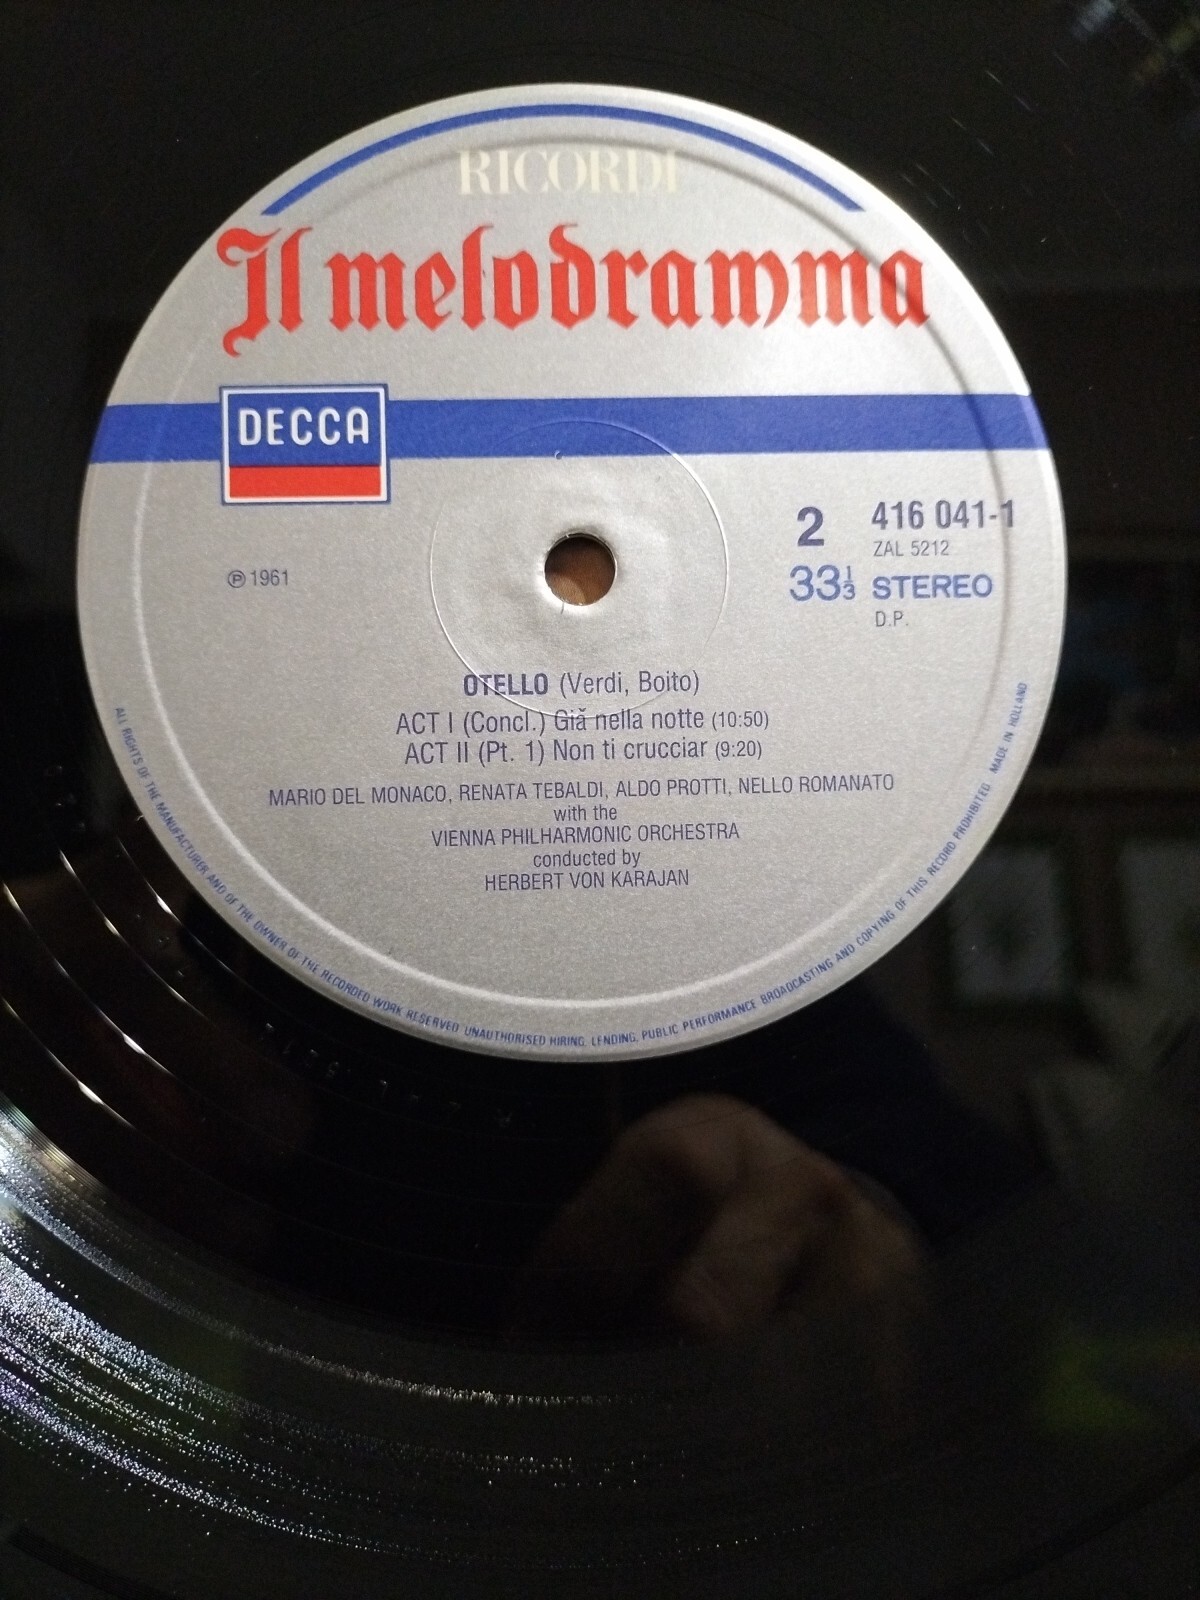 RICORDI
Il melodramma
DECCA
℗ 1961
2 416 041-1
ZAL 5212
33⅓ STEREO
D.P.
OTELLO (Verdi, Boito)
ACT I (Concl.) Giă nella notte (10:50)
ACT II (Pt. 1) Non ti crucciar (9:20)
MARIO DEL MONACO, RENATA TEBALDI, ALDO PROTTI, NELLO ROMANATO
with the
VIENNA PHILHARMONIC ORCHESTRA
conducted by
HERBERT VON KARAJAN
ALL RIGHTS OF THE MANUFACTURER AND OF THE OWNER OF THE RECORDED WORK RESERVED UNAUTHORISED HIRING, LENDING, PUBLIC PERFORMANCE BROADCASTING AND COPYING OF THIS RECORD PROHIBITED MADE IN HOLLAND